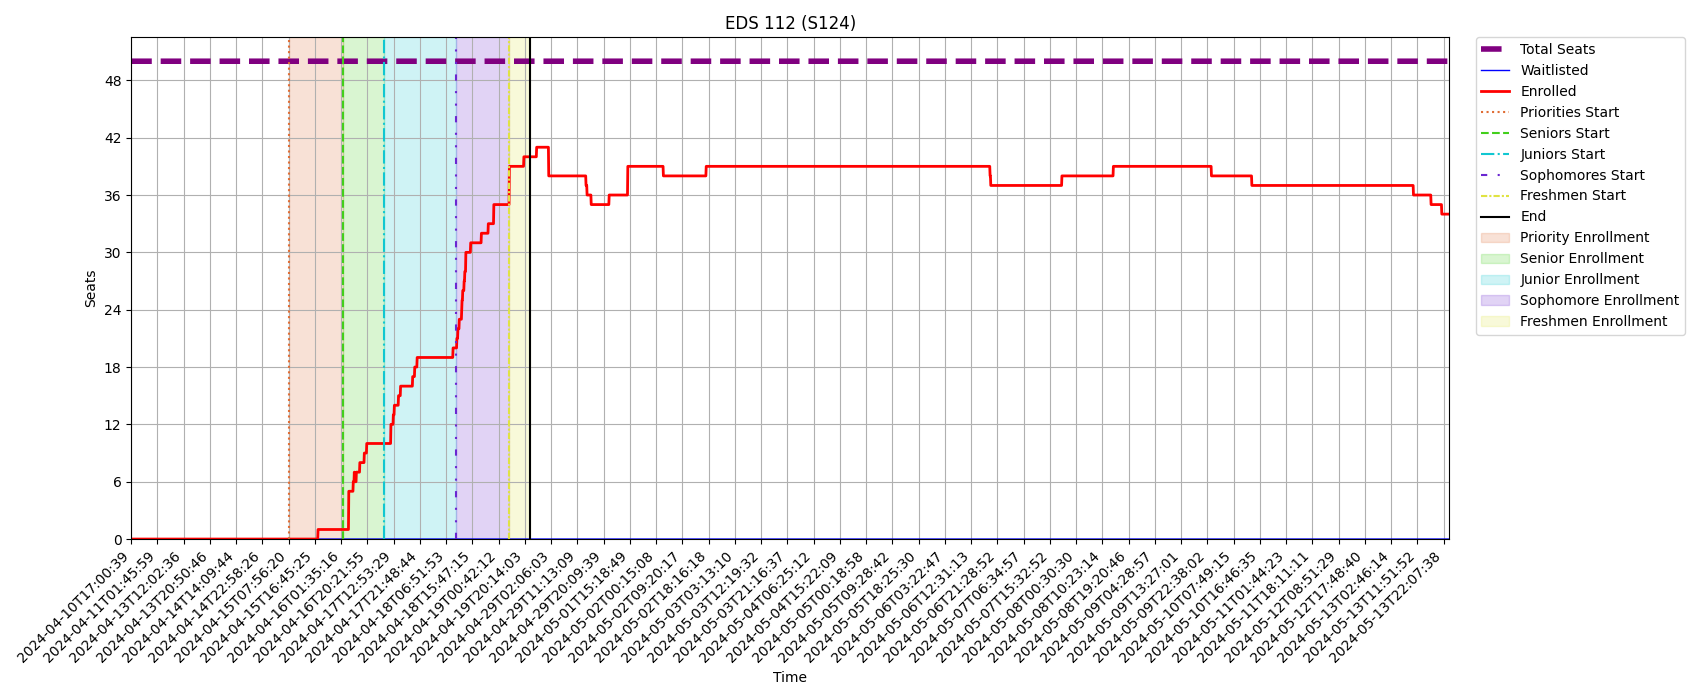 EDS 112 (S124)
Seats
48
42
36
30
24
18
12
6
0
2024-04-10T17:00:39
2024-04-11T01:45:59
2024-04-13T12:02:36
2024-04-13T20:50:46
2024-04-14T14:09:44
2024-04-14T22:58:26
2024-04-15T07:56:20
2024-04-15T16:45:25
2024-04-16T01:35:16
2024-04-16T20:21:55
2024-04-17T12:53:29
2024-04-17T21:48:44
2024-04-18T06:51:53
2024-04-18T15:47:15
2024-04-19T00:42:12
2024-04-19T20:14:03
2024-04-29T02:06:03
2024-04-29T11:13:09
2024-04-29T20:09:39
2024-05-01T15:18:49
2024-05-02T00:15:08
2024-05-02T09:20:17
2024-05-02T18:16:18
2024-05-03T03:13:10
2024-05-03T12:19:32
2024-05-03T21:16:37
2024-05-04T06:25:12
2024-05-04T15:22:09
2024-05-05T00:18:58
2024-05-05T09:28:42
2024-05-05T18:25:30
2024-05-06T03:22:47
2024-05-06T12:31:13
2024-05-06T21:28:52
2024-05-07T06:34:57
2024-05-07T15:32:52
2024-05-08T00:30:30
2024-05-08T10:23:14
2024-05-08T19:20:46
2024-05-09T04:28:57
2024-05-09T13:27:01
2024-05-09T22:38:02
2024-05-10T07:49:15
2024-05-10T16:46:35
2024-05-11T01:44:23
2024-05-11T18:11:11
2024-05-12T08:51:29
2024-05-12T17:48:40
2024-05-13T02:46:14
2024-05-13T11:51:52
2024-05-13T22:07:38
Time
Total Seats
Waitlisted
Enrolled
Priorities Start
Seniors Start
Juniors Start
Sophomores Start
Freshmen Start
End
Priority Enrollment
Senior Enrollment
Junior Enrollment
Sophomore Enrollment
Freshmen Enrollment